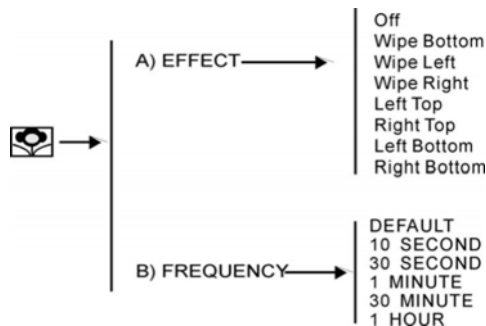 A) EFFECT
Off
Wipe Bottom
Wipe Left
Wipe Right
Left Top
Right Top
Left Bottom
Right Bottom
B) FREQUENCY
DEFAULT
10 SECOND
30 SECOND
1 MINUTE
30 MINUTE
1 HOUR